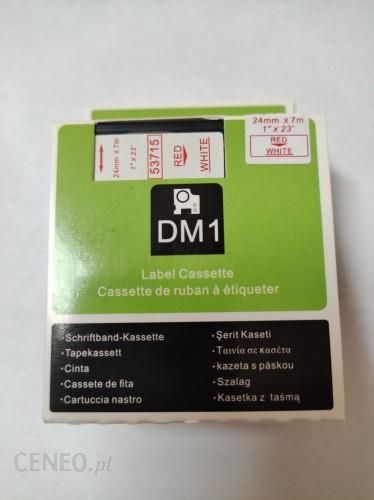 24mm x 7m
1" x 23'
RED
WHITE
24mm x 7m
1" x 23'
53715
RED
WHITE
DM1
Label Cassette
Cassette de ruban à étiqueter
·Schriftband-Kassette
·Tapekassett
·Cinta
·Cassete de fita
·Cartuccia nastro
·Şerit Kaseti
·Ταινία σε κασέτα
·kazeta s páskou
·Szalag
·Kasetka z taśmą
CENEO.pl